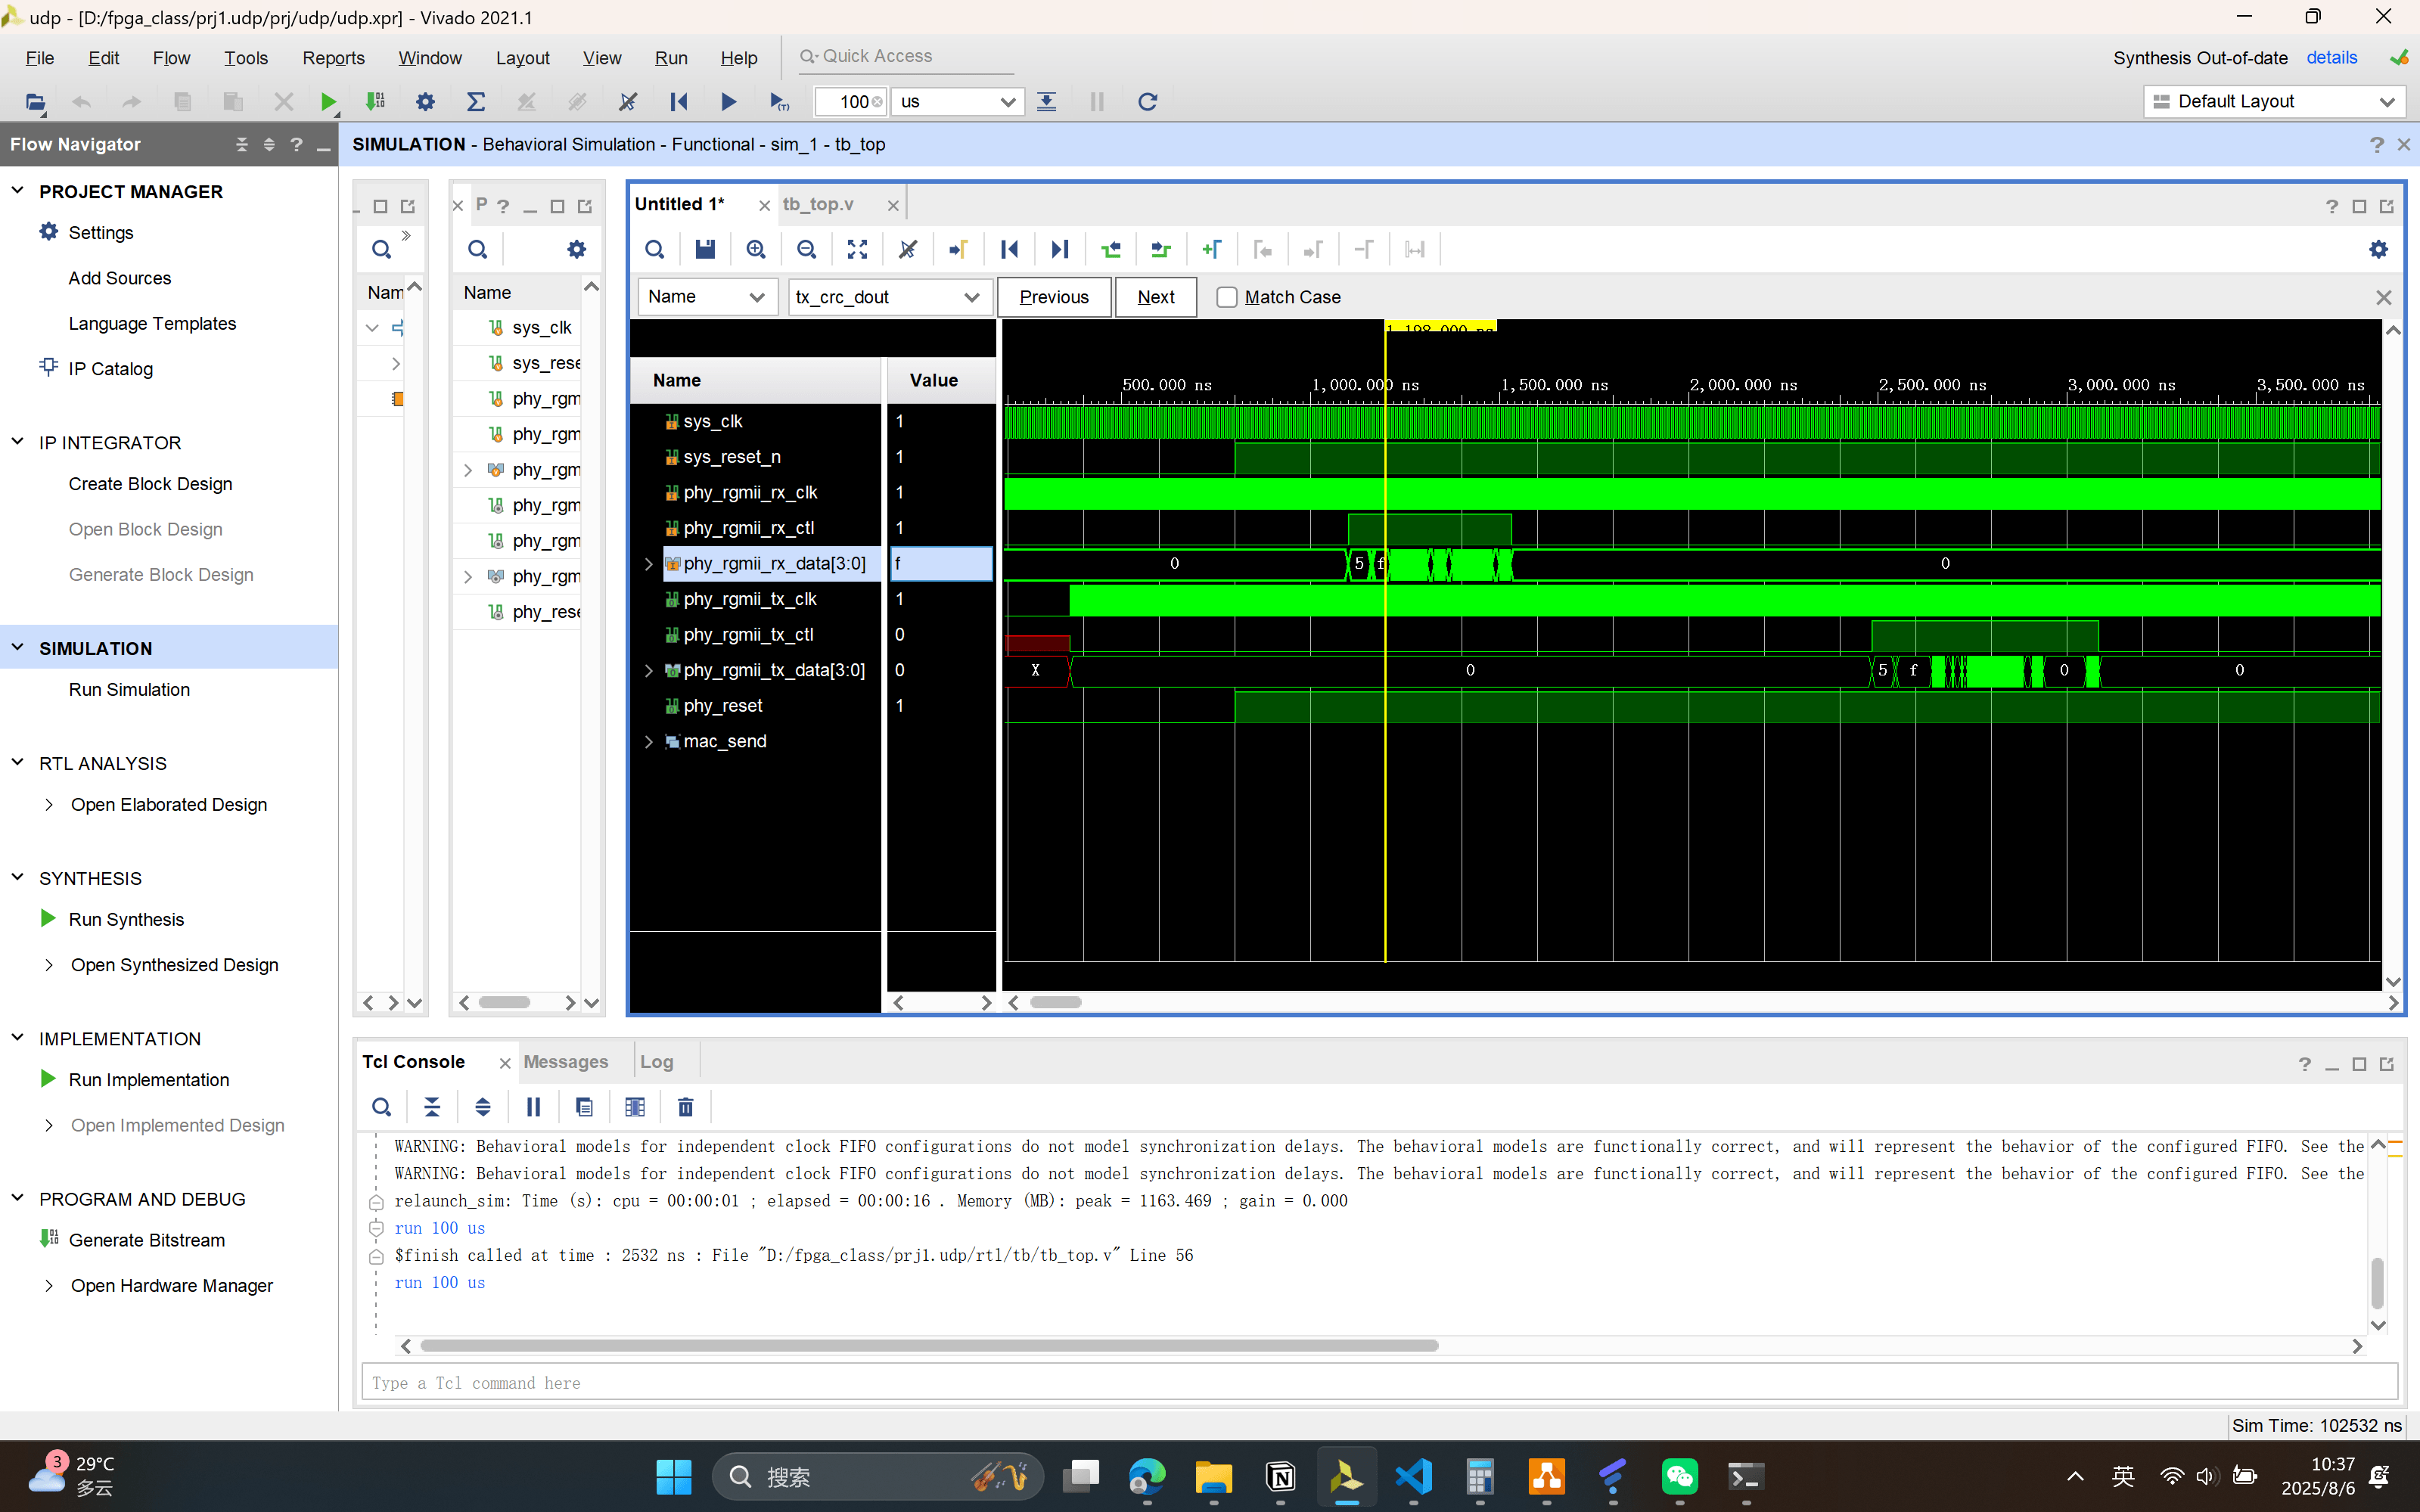 udp - [D:/fpga_class/prj1.udp/prj/udp/udp.xpr] - Vivado 2021.1
File Edit Flow Tools Reports Window Layout View Run Help Quick Access
Synthesis Out-of-date details
100 us
Default Layout
Flow Navigator
SIMULATION - Behavioral Simulation - Functional - sim_1 - tb_top
PROJECT MANAGER
Settings
Add Sources
Language Templates
IP Catalog
IP INTEGRATOR
Create Block Design
Open Block Design
Generate Block Design
SIMULATION
Run Simulation
RTL ANALYSIS
Open Elaborated Design
SYNTHESIS
Run Synthesis
Open Synthesized Design
IMPLEMENTATION
Run Implementation
Open Implemented Design
PROGRAM AND DEBUG
Generate Bitstream
Open Hardware Manager
Nam
P
Name
sys_clk
sys_rese
phy_rgm
phy_rgm
phy_rgm
phy_rgm
phy_rgm
phy_rgm
phy_rese
Untitled 1*
tb_top.v
Name
tx_crc_dout
Previous
Next
Match Case
1,198.000 ns
Name Value
500.000 ns 1,000.000 ns 1,500.000 ns 2,000.000 ns 2,500.000 ns 3,000.000 ns 3,500.000 ns
sys_clk 1
sys_reset_n 1
phy_rgmii_rx_clk 1
phy_rgmii_rx_ctl 1
phy_rgmii_rx_data[3:0] f 0 5 f 0
phy_rgmii_tx_clk 1
phy_rgmii_tx_ctl 0
phy_rgmii_tx_data[3:0] 0 X 0 5 f 0 0
phy_reset 1
mac_send
Tcl Console
Messages
Log
WARNING: Behavioral models for independent clock FIFO configurations do not model synchronization delays. The behavioral models are functionally correct, and will represent the behavior of the configured FIFO. See the
WARNING: Behavioral models for independent clock FIFO configurations do not model synchronization delays. The behavioral models are functionally correct, and will represent the behavior of the configured FIFO. See the
relaunch_sim: Time (s): cpu = 00:00:01 ; elapsed = 00:00:16 . Memory (MB): peak = 1163.469 ; gain = 0.000
run 100 us
$finish called at time : 2532 ns : File "D:/fpga_class/prj1.udp/rtl/tb/tb_top.v" Line 56
run 100 us
Type a Tcl command here
Sim Time: 102532 ns
3
29°C
多云
搜索
英
10:37
2025/8/6